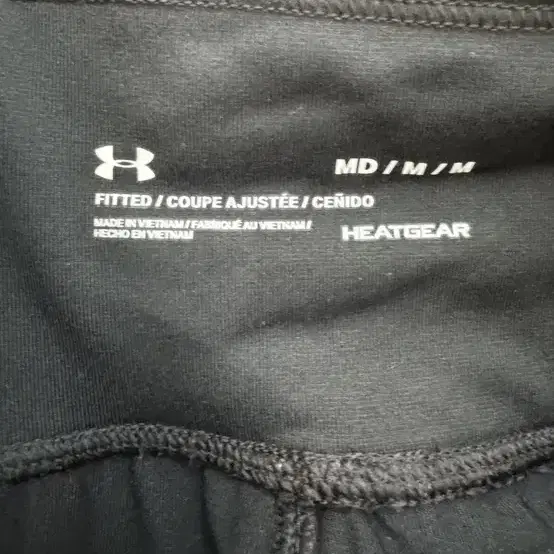 MD / M / M
FITTED / COUPE AJUSTÉE / CEÑIDO
MADE IN VIETNAM / FABRIQUÉ AU VIETNAM /
HECHO EN VIETNAM
HEATGEAR